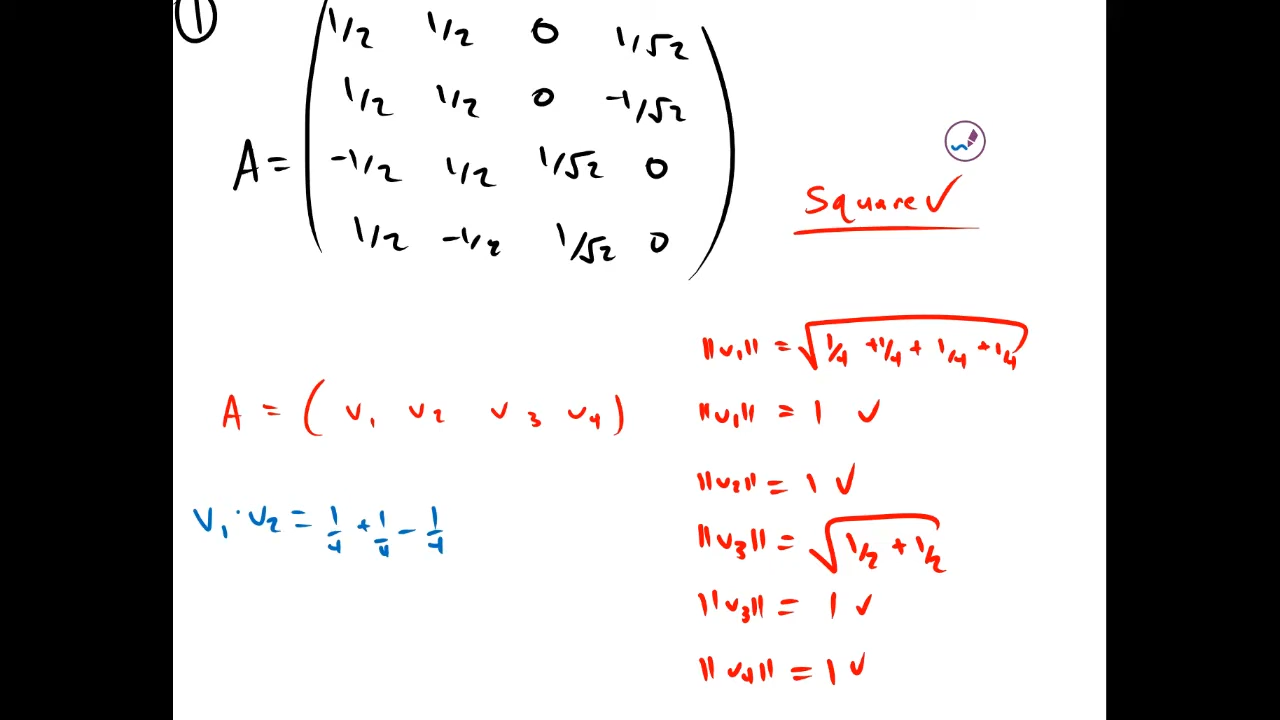 ①
1/2 1/2 0 1/√2
1/2 1/2 0 -1/√2
A = -1/2 1/2 1/√2 0
1/2 -1/2 1/√2 0
Square✓
||v₁|| = √(1/4 + 1/4 + 1/4 + 1/4)
A = ( v₁ v₂ v₃ v₄ )
||v₁|| = 1 ✓
||v₂|| = 1 ✓
v₁ · v₂ = 1/4 + 1/4 - 1/4
||v₃|| = √(1/2 + 1/2)
||v₃|| = 1 ✓
||v₄|| = 1 ✓